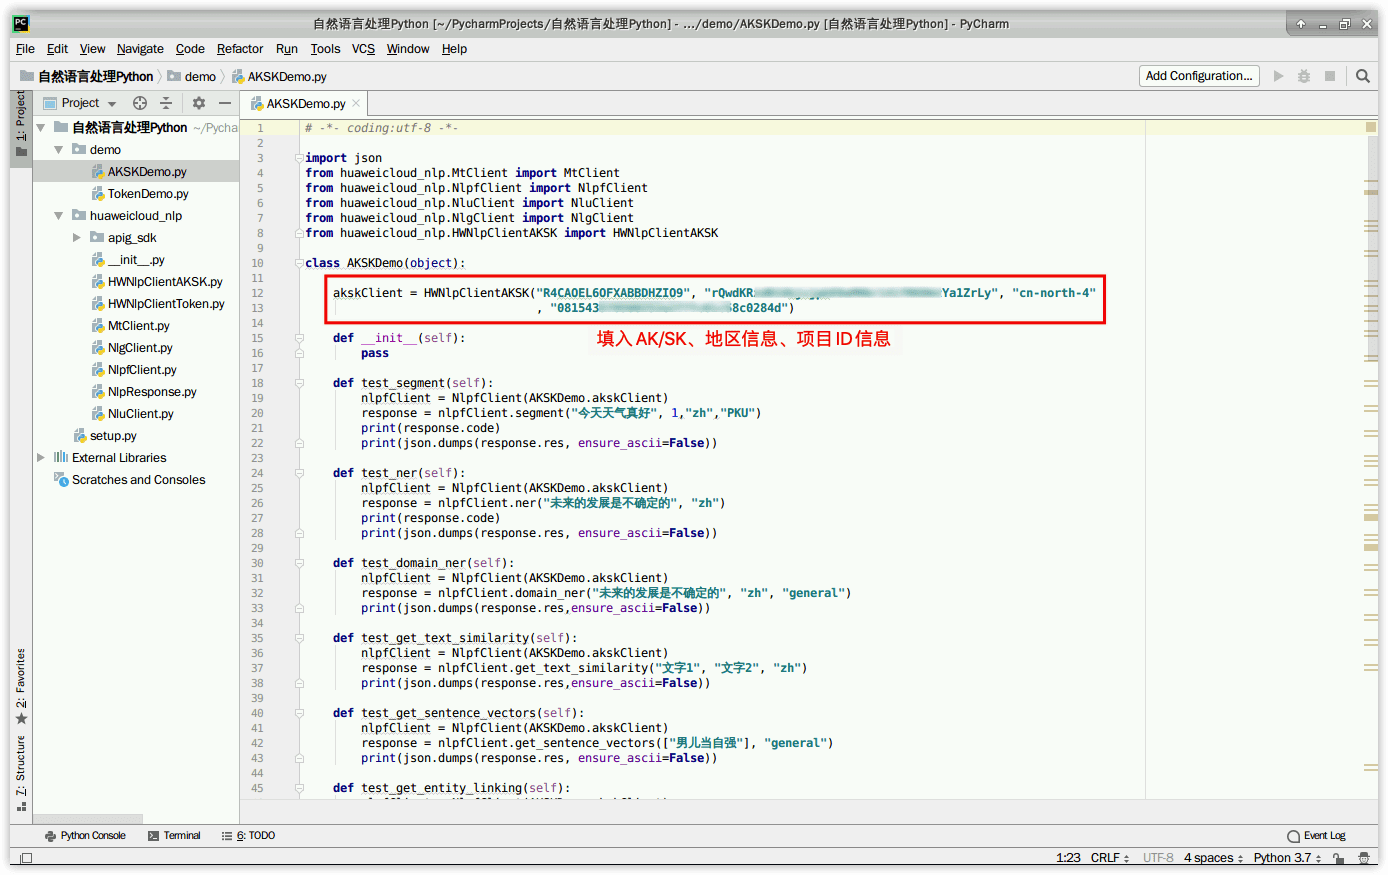 自然语言处理Python [~/PycharmProjects/自然语言处理Python] - .../demo/AKSKDemo.py [自然语言处理Python] - PyCharm
File Edit View Navigate Code Refactor Run Tools VCS Window Help
自然语言处理Python demo AKSKDemo.py Add Configuration...
1: Project
Project
AKSKDemo.py
自然语言处理Python ~/Pycha
demo
AKSKDemo.py
TokenDemo.py
huaweicloud_nlp
apig_sdk
__init__.py
HWNlpClientAKSK.py
HWNlpClientToken.py
MtClient.py
NlgClient.py
NlpfClient.py
NlpResponse.py
NluClient.py
setup.py
External Libraries
Scratches and Consoles
2: Favorites
7: Structure
1 # -*- coding:utf-8 -*-
2
3 import json
4 from huaweicloud_nlp.MtClient import MtClient
5 from huaweicloud_nlp.NlpfClient import NlpfClient
6 from huaweicloud_nlp.NluClient import NluClient
7 from huaweicloud_nlp.NlgClient import NlgClient
8 from huaweicloud_nlp.HWNlpClientAKSK import HWNlpClientAKSK
9
10 class AKSKDemo(object):
11
12 akskClient = HWNlpClientAKSK("R4CAOEL6OFXABBDHZIO9", "rQwdKR Ya1ZrLy", "cn-north-4"
13 , "081543 68c0284d")
14
填入 AK/SK、地区信息、项目 ID 信息
15 def __init__(self):
16 pass
17
18 def test_segment(self):
19 nlpfClient = NlpfClient(AKSKDemo.akskClient)
20 response = nlpfClient.segment("今天天气真好", 1,"zh","PKU")
21 print(response.code)
22 print(json.dumps(response.res, ensure_ascii=False))
23
24 def test_ner(self):
25 nlpfClient = NlpfClient(AKSKDemo.akskClient)
26 response = nlpfClient.ner("未来的发展是不确定的", "zh")
27 print(response.code)
28 print(json.dumps(response.res, ensure_ascii=False))
29
30 def test_domain_ner(self):
31 nlpfClient = NlpfClient(AKSKDemo.akskClient)
32 response = nlpfClient.domain_ner("未来的发展是不确定的", "zh", "general")
33 print(json.dumps(response.res,ensure_ascii=False))
34
35 def test_get_text_similarity(self):
36 nlpfClient = NlpfClient(AKSKDemo.akskClient)
37 response = nlpfClient.get_text_similarity("文字1", "文字2", "zh")
38 print(json.dumps(response.res,ensure_ascii=False))
39
40 def test_get_sentence_vectors(self):
41 nlpfClient = NlpfClient(AKSKDemo.akskClient)
42 response = nlpfClient.get_sentence_vectors(["男儿当自强"], "general")
43 print(json.dumps(response.res, ensure_ascii=False))
44
45 def test_get_entity_linking(self):
Python Console Terminal 6: TODO Event Log
1:23 CRLF UTF-8 4 spaces Python 3.7